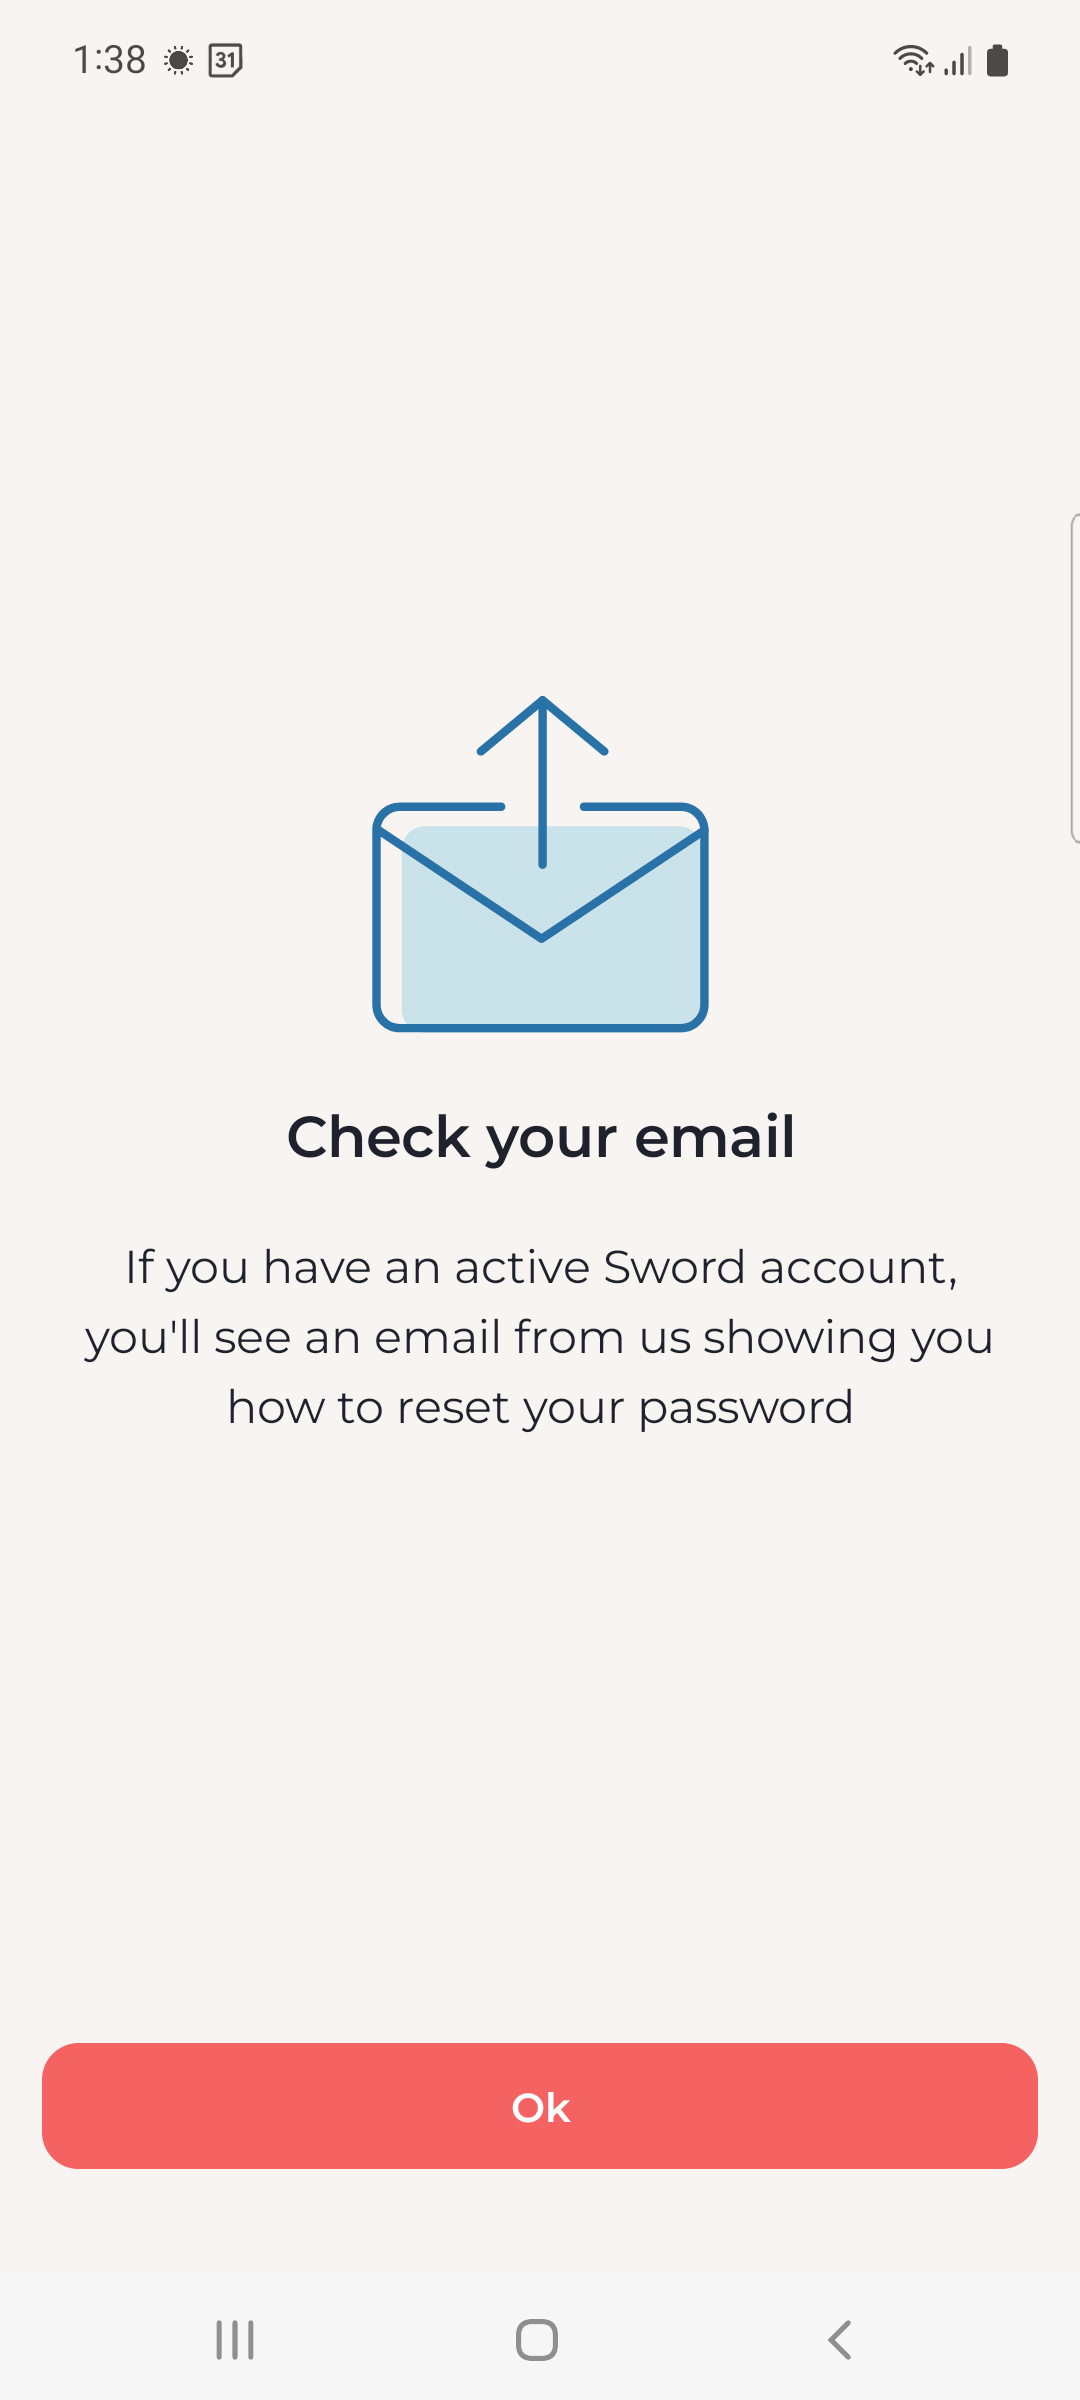 1:38
31
Check your email
If you have an active Sword account,
you'll see an email from us showing you
how to reset your password
Ok